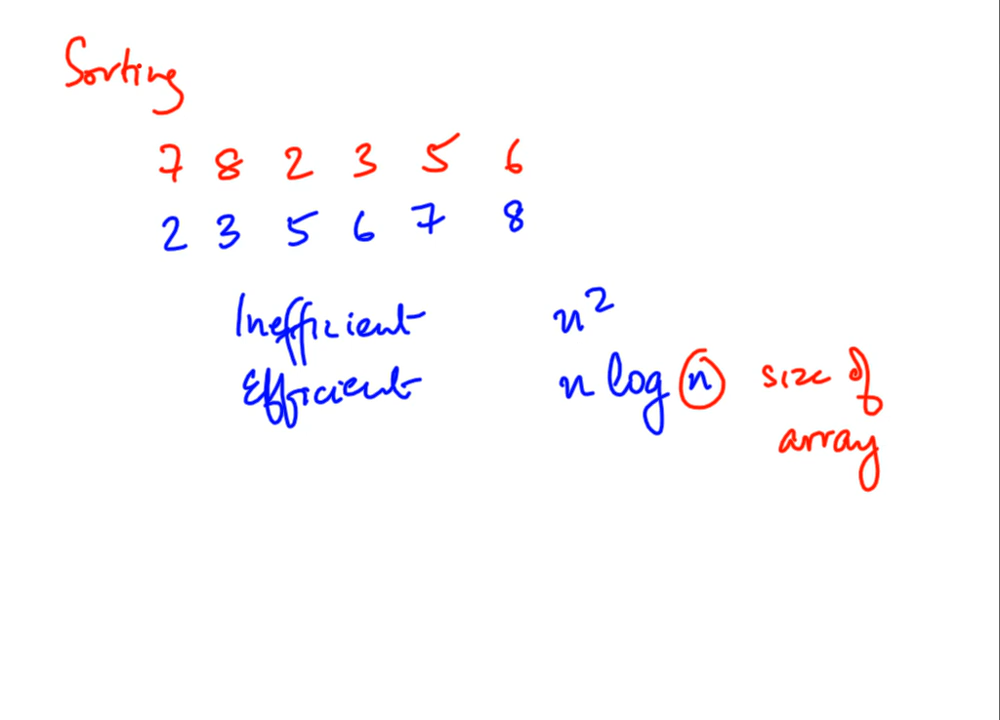 Sorting
7 8 2 3 5 6
2 3 5 6 7 8
Inefficient n²
Efficient n log n size of
array